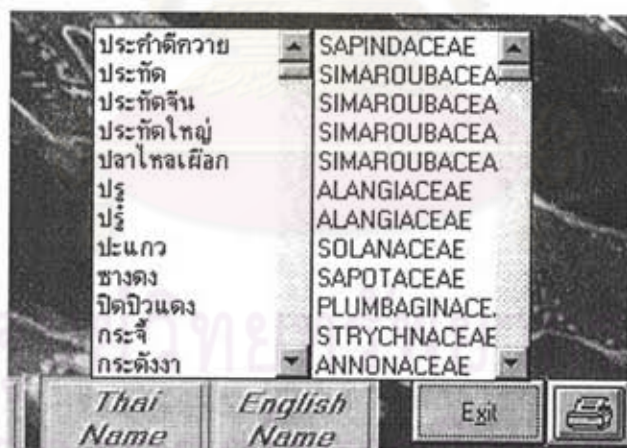 ประคำดีควาย SAPINDACEAE
ประทัด SIMAROUBACEA
ประทัดจีน SIMAROUBACEA
ประทัดใหญ่ SIMAROUBACEA
ปลาไหลเผือก SIMAROUBACEA
ปรู ALANGIACEAE
ปรู๋ ALANGIACEAE
ปะแกว SOLANACEAE
ซางดง SAPOTACEAE
ปิดปิวแดง PLUMBAGINACE
กระจี้ STRYCHNACEAE
กระดังงา ANNONACEAE
Thai Name
English Name
Exit